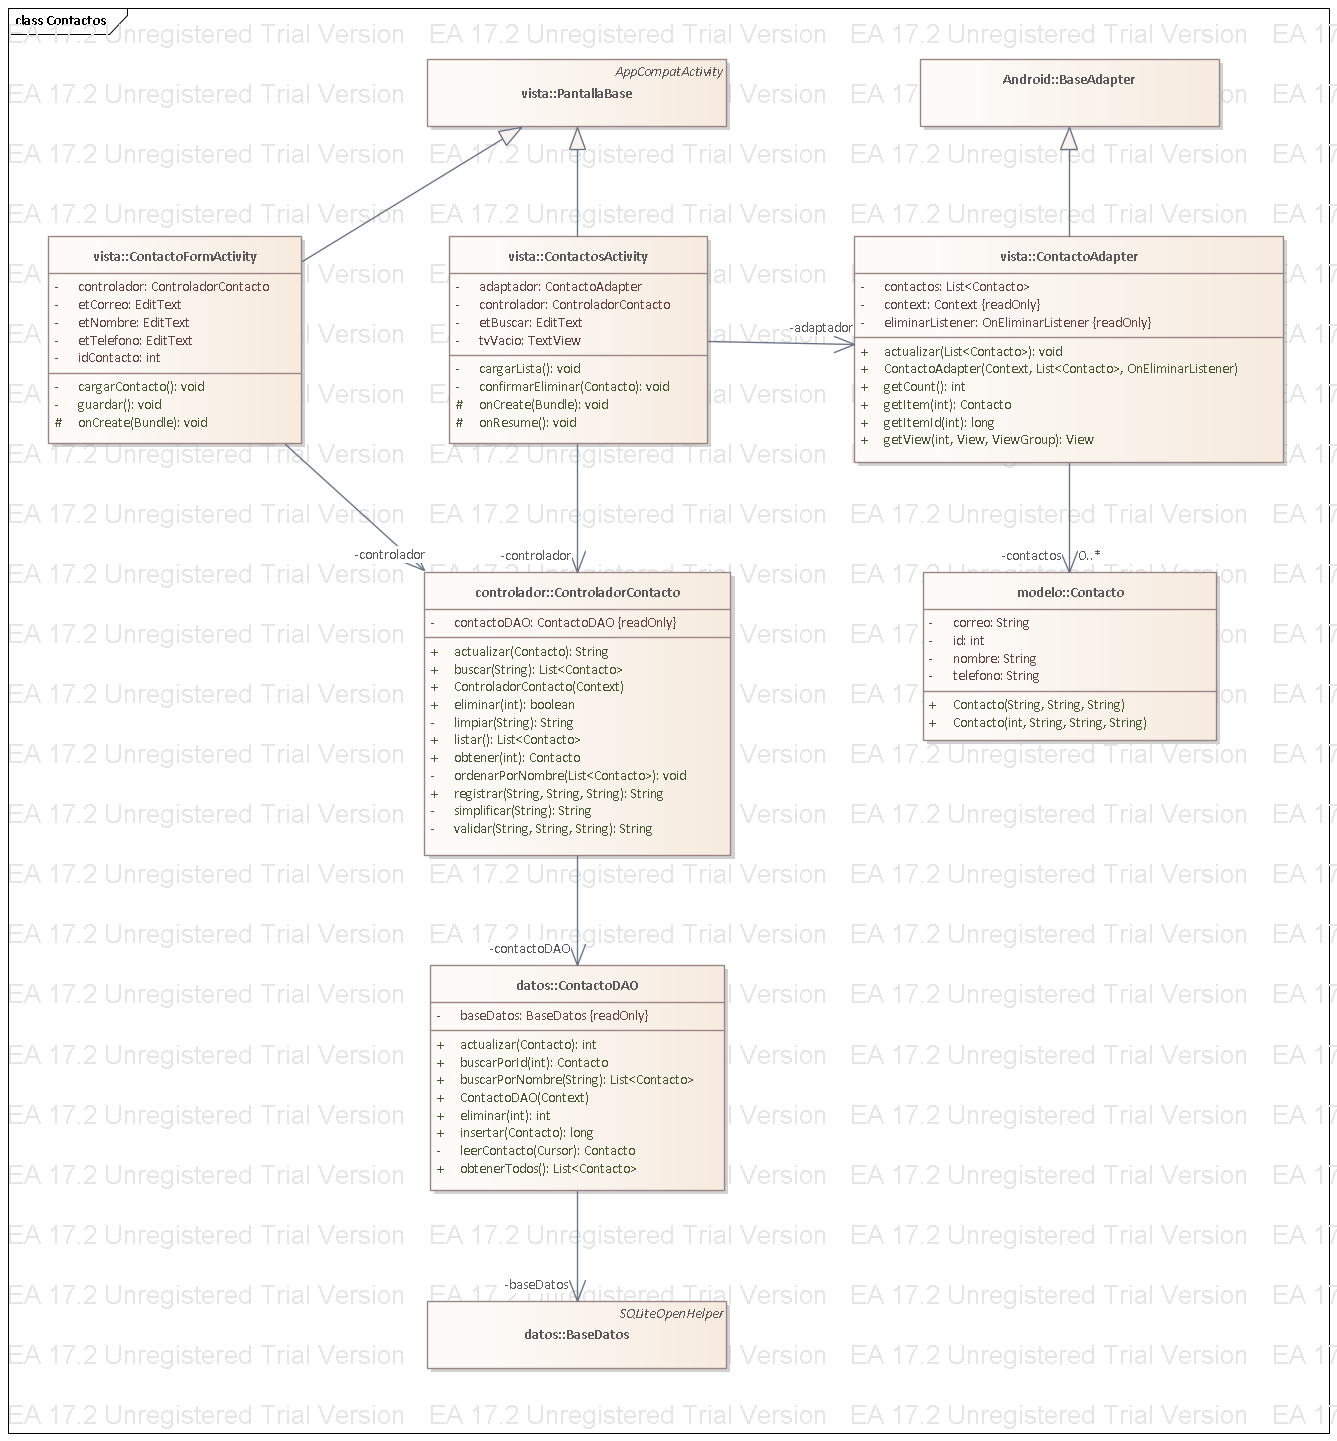 class Contactos
AppCompatActivity
vista::PantallaBase
Android::BaseAdapter
vista::ContactoFormActivity
- controlador: ControladorContacto
- etCorreo: EditText
- etNombre: EditText
- etTelefono: EditText
- idContacto: int
- cargarContacto(): void
- guardar(): void
# onCreate(Bundle): void
vista::ContactosActivity
- adaptador: ContactoAdapter
- controlador: ControladorContacto
- etBuscar: EditText
- tvVacio: TextView
- cargarLista(): void
- confirmarEliminar(Contacto): void
# onCreate(Bundle): void
# onResume(): void
-adaptador
vista::ContactoAdapter
- contactos: List<Contacto>
- context: Context {readOnly}
- eliminarListener: OnEliminarListener {readOnly}
+ actualizar(List<Contacto>): void
+ ContactoAdapter(Context, List<Contacto>, OnEliminarListener)
+ getCount(): int
+ getItem(int): Contacto
+ getItemId(int): long
+ getView(int, View, ViewGroup): View
-controlador
-controlador
-contactos
0..*
controlador::ControladorContacto
- contactoDAO: ContactoDAO {readOnly}
+ actualizar(Contacto): String
+ buscar(String): List<Contacto>
+ ControladorContacto(Context)
+ eliminar(int): boolean
- limpiar(String): String
+ listar(): List<Contacto>
+ obtener(int): Contacto
- ordenarPorNombre(List<Contacto>): void
+ registrar(String, String, String): String
- simplificar(String): String
- validar(String, String, String): String
modelo::Contacto
- correo: String
- id: int
- nombre: String
- telefono: String
+ Contacto(String, String, String)
+ Contacto(int, String, String, String)
-contactoDAO
datos::ContactoDAO
- baseDatos: BaseDatos {readOnly}
+ actualizar(Contacto): int
+ buscarPorId(int): Contacto
+ buscarPorNombre(String): List<Contacto>
+ ContactoDAO(Context)
+ eliminar(int): int
+ insertar(Contacto): long
- leerContacto(Cursor): Contacto
+ obtenerTodos(): List<Contacto>
-baseDatos
SQLiteOpenHelper
datos::BaseDatos
EA 17.2 Unregistered Trial Version